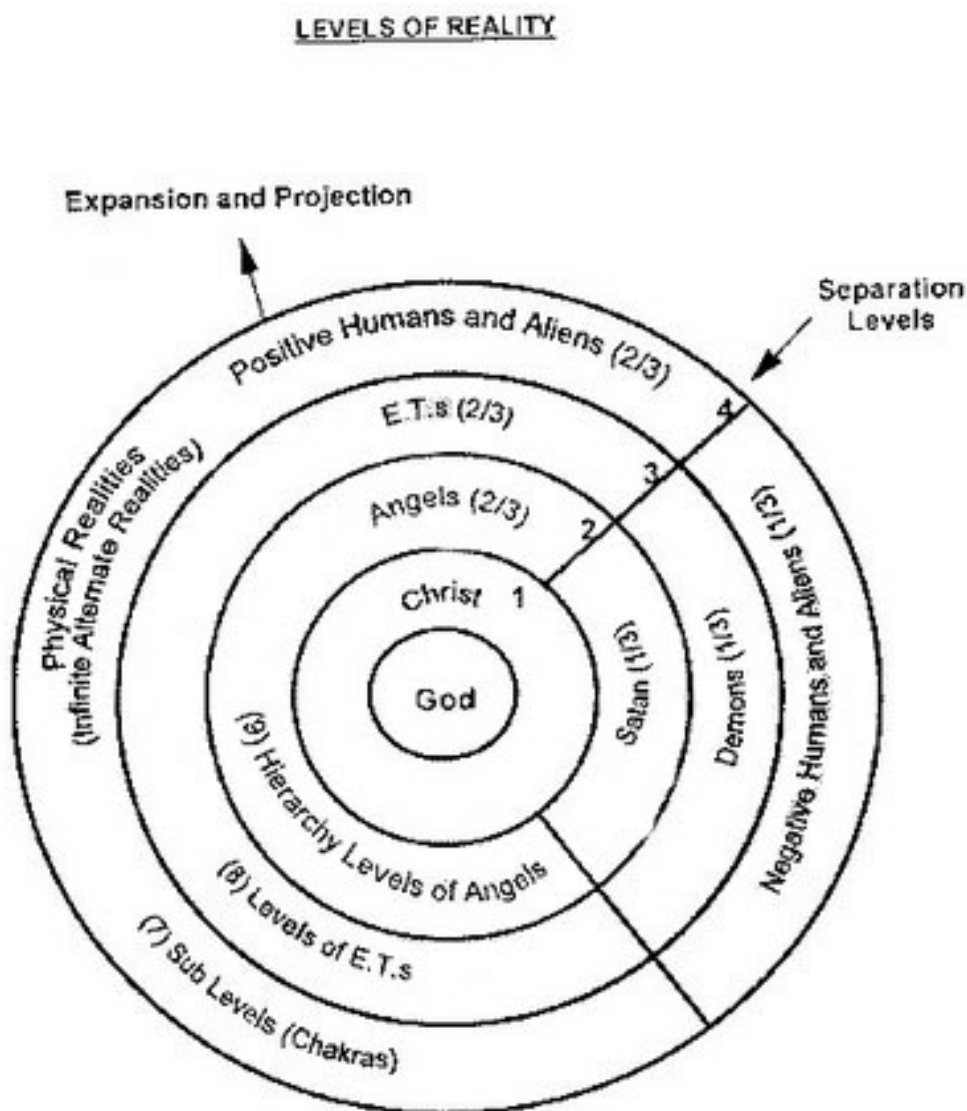 LEVELS OF REALITY
Expansion and Projection
Separation
Levels
Positive Humans and Aliens (2/3)
E.T.s (2/3)
Angels (2/3)
Christ
God
1
2
3
4
Physical Realities
(Infinite Alternate Realities)
Satan (1/3)
Demons (1/3)
Negative Humans and Aliens (1/3)
(9) Hierarchy Levels of Angels
(8) Levels of E.T.s
(7) Sub Levels (Chakras)